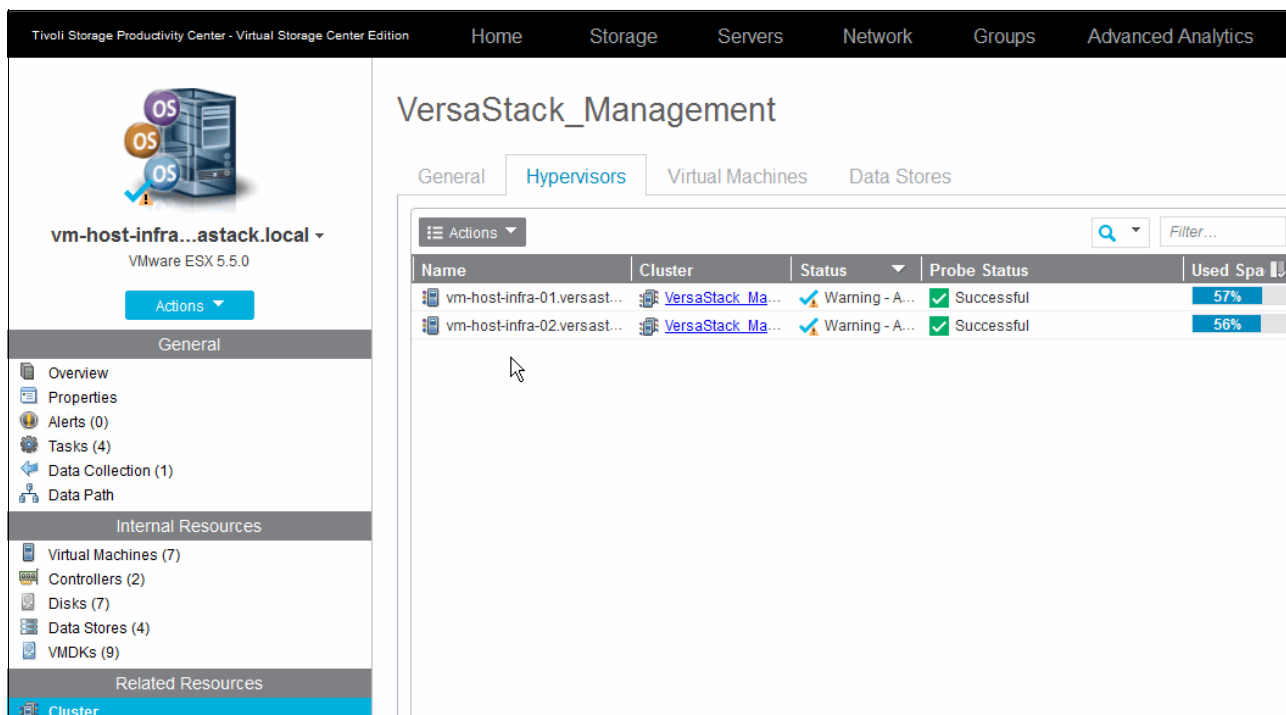 Tivoli Storage Productivity Center - Virtual Storage Center Edition Home Storage Servers Network Groups Advanced Analytics
OS
OS
OS
vm-host-infra...astack.local
VMware ESX 5.5.0
Actions
General
Overview
Properties
Alerts (0)
Tasks (4)
Data Collection (1)
Data Path
Internal Resources
Virtual Machines (7)
Controllers (2)
Disks (7)
Data Stores (4)
VMDKs (9)
Related Resources
Cluster
VersaStack_Management
General Hypervisors Virtual Machines Data Stores
Actions Filter...
Name Cluster Status Probe Status Used Spa
vm-host-infra-01.versast... VersaStack_Ma... Warning - A... Successful 57%
vm-host-infra-02.versast... VersaStack_Ma... Warning - A... Successful 56%